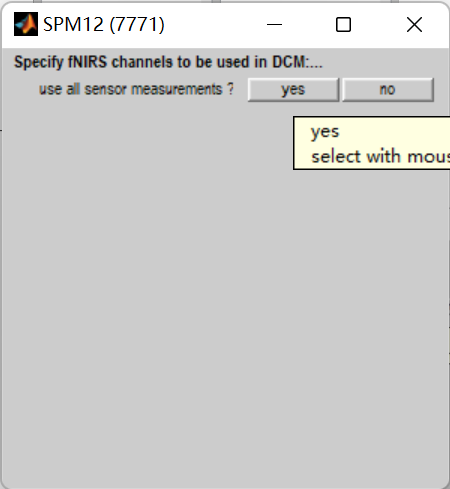 SPM12 (7771)
Specify fNIRS channels to be used in DCM:...
use all sensor measurements ? yes no
yes
select with mous